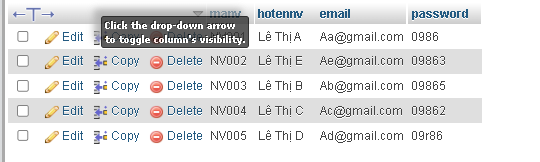 ←T→ manv hotennv email password
Click the drop-down arrow
to toggle column's visibility.
Edit Copy Delete Lê Thị A Aa@gmail.com 0986
Edit Copy Delete NV002 Lê Thị E Ae@gmail.com 09863
Edit Copy Delete NV003 Lê Thị B Ab@gmail.com 09865
Edit Copy Delete NV004 Lê Thị C Ac@gmail.com 09862
Edit Copy Delete NV005 Lê Thị D Ad@gmail.com 09r86